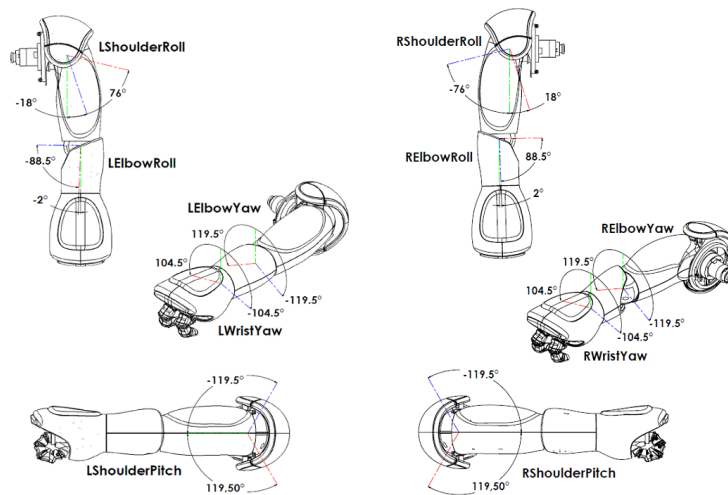 LShoulderRoll
-18°
76°
-88.5°
LElbowRoll
-2°
LElbowYaw
119.5°
104.5°
-119.5°
-104.5°
LWristYaw
-119.5°
LShoulderPitch
119,50°
RShoulderRoll
-76°
18°
RElbowRoll
88.5°
2°
RElbowYaw
119.5°
104.5°
-119.5°
-104.5°
RWristYaw
-119.5°
RShoulderPitch
119,50°